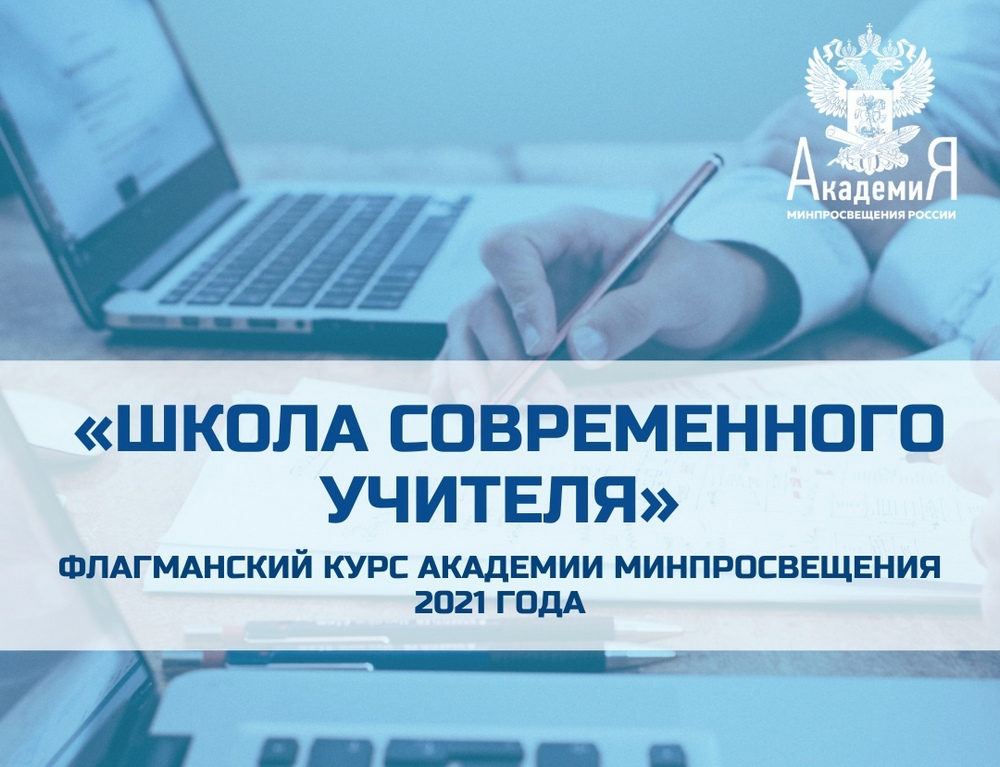 АкадемиЯ
МИНПРОСВЕЩЕНИЯ РОССИИ
«ШКОЛА СОВРЕМЕННОГО
УЧИТЕЛЯ»
ФЛАГМАНСКИЙ КУРС АКАДЕМИИ МИНПРОСВЕЩЕНИЯ
2021 ГОДА